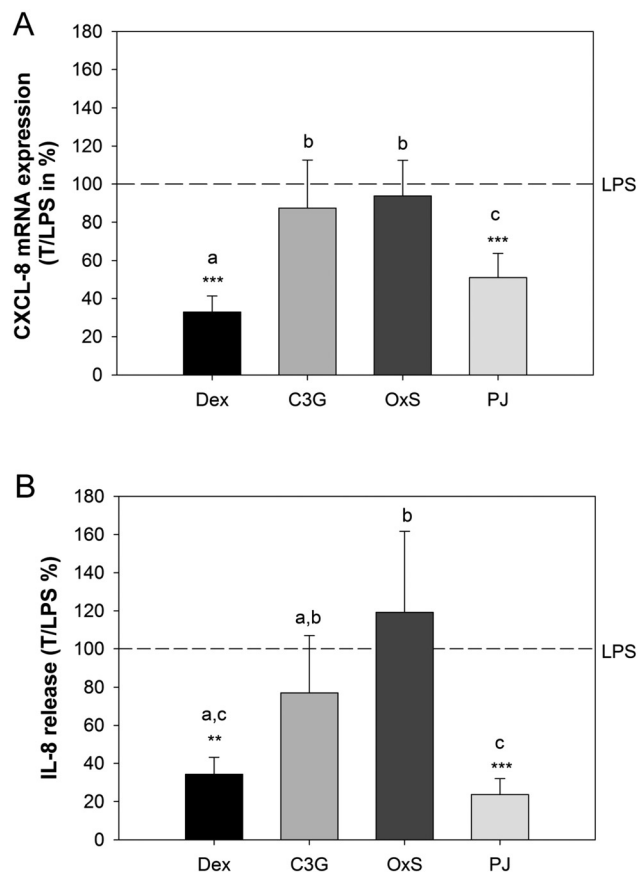 A
CXCL-8 mRNA expression
(T/LPS in %)
180
160
140
120
100
80
60
40
20
0
a
***
b
b
c
***
LPS
Dex C3G OxS PJ
B
IL-8 release (T/LPS %)
180
160
140
120
100
80
60
40
20
0
a,c
**
a,b
b
c
***
LPS
Dex C3G OxS PJ